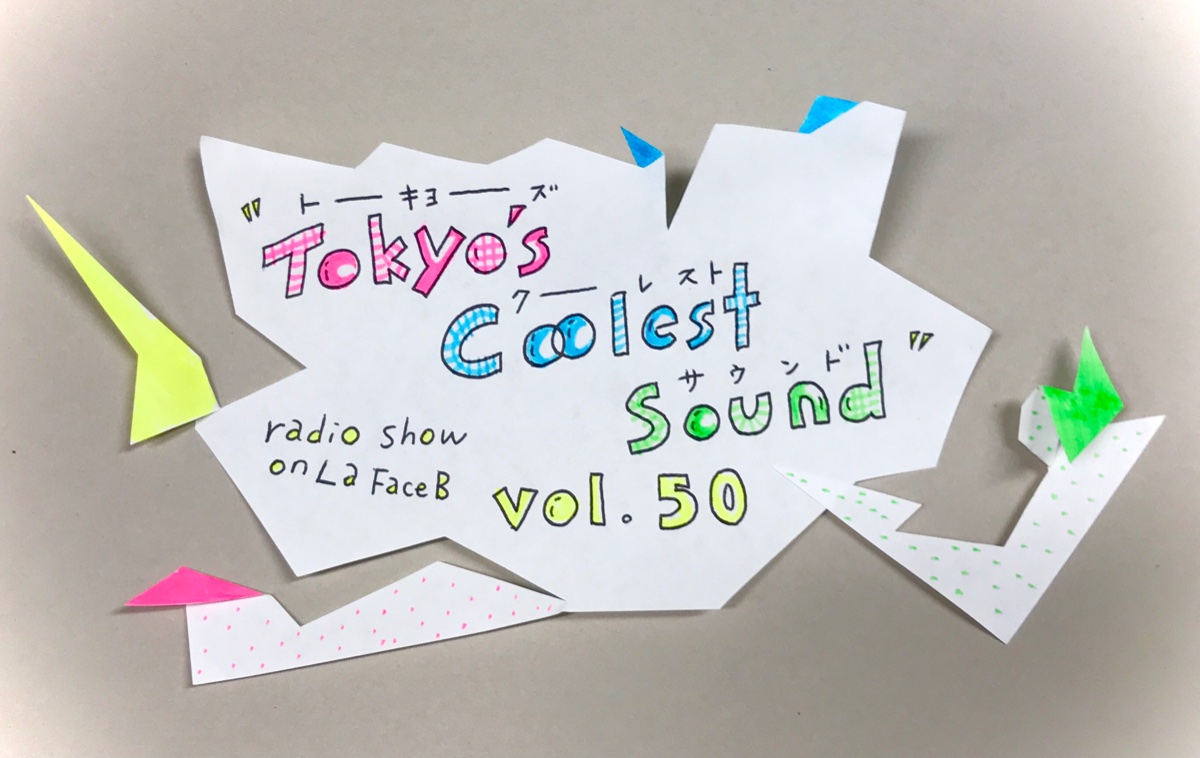 トーキョーズ
"Tokyo's
クーレスト
Coolest
サウンド
Sound"
radio show
on La Face B
vol. 50